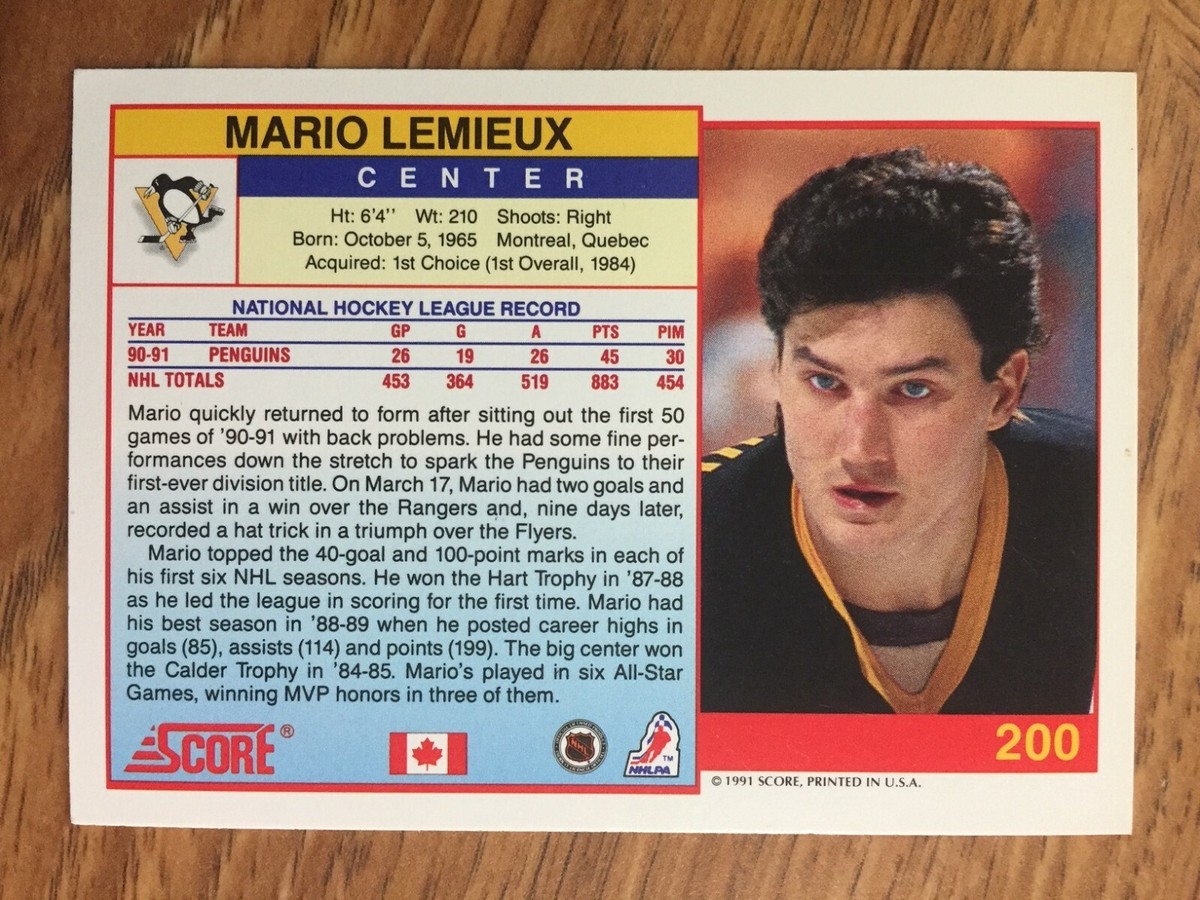 MARIO LEMIEUX
CENTER
Ht: 6'4'' Wt: 210 Shoots: Right
Born: October 5, 1965 Montreal, Quebec
Acquired: 1st Choice (1st Overall, 1984)
NATIONAL HOCKEY LEAGUE RECORD
YEAR TEAM GP G A PTS PIM
90-91 PENGUINS 26 19 26 45 30
NHL TOTALS 453 364 519 883 454
Mario quickly returned to form after sitting out the first 50
games of '90-91 with back problems. He had some fine per-
formances down the stretch to spark the Penguins to their
first-ever division title. On March 17, Mario had two goals and
an assist in a win over the Rangers and, nine days later,
recorded a hat trick in a triumph over the Flyers.
Mario topped the 40-goal and 100-point marks in each of
his first six NHL seasons. He won the Hart Trophy in '87-88
as he led the league in scoring for the first time. Mario had
his best season in '88-89 when he posted career highs in
goals (85), assists (114) and points (199). The big center won
the Calder Trophy in '84-85. Mario's played in six All-Star
Games, winning MVP honors in three of them.
SCORE®
NHL
NHLPA ™
200
© 1991 SCORE, PRINTED IN U.S.A.